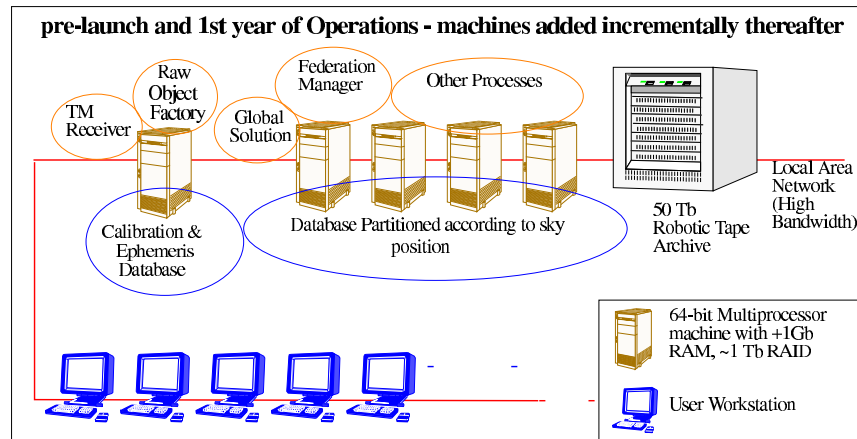 pre-launch and 1st year of Operations - machines added incrementally thereafter
Raw
Object
Factory
TM
Receiver
Federation
Manager
Global
Solution
Other Processes
Calibration &
Ephemeris
Database
Database Partitioned according to sky
position
50 Tb
Robotic Tape
Archive
Local Area
Network
(High
Bandwidth)
64-bit Multiprocessor
machine with +1Gb
RAM, ~1 Tb RAID
User Workstation